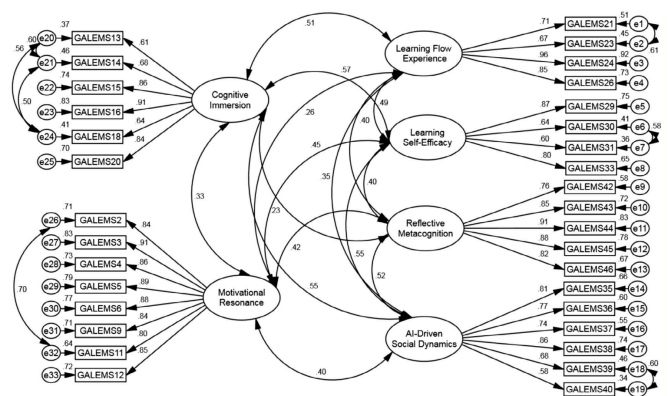 .37
e20
GALEMS13
.60
.61
.46
.56
e21
GALEMS14
.68
.74
e22
GALEMS15
.86
.83
e23
GALEMS16
.91
.50
.41
e24
GALEMS18
.64
.70
e25
GALEMS20
.84
Cognitive
Immersion
.71
e26
GALEMS2
.84
.83
e27
GALEMS3
.91
.73
e28
GALEMS4
.86
.79
e29
GALEMS5
.89
.70
.77
e30
GALEMS6
.88
.71
e31
GALEMS9
.84
.64
e32
GALEMS11
.80
.72
e33
GALEMS12
.85
Motivational
Resonance
.51
.57
.26
.49
.40
.45
.35
.33
.23
.40
.42
.55
.55
.52
.40
Learning Flow
Experience
.71
GALEMS21
.51
e1
.67
GALEMS23
.45
e2
.61
.96
GALEMS24
.92
e3
.85
GALEMS26
.73
e4
Learning
Self-Efficacy
.87
GALEMS29
.75
e5
.64
GALEMS30
.41
e6
.58
.60
GALEMS31
.36
e7
.80
GALEMS33
.65
e8
Reflective
Metacognition
.76
GALEMS42
.58
e9
.85
GALEMS43
.72
e10
.91
GALEMS44
.83
e11
.88
GALEMS45
.78
e12
.82
GALEMS46
.67
e13
AI-Driven
Social Dynamics
.81
GALEMS35
.66
e14
.77
GALEMS36
.60
e15
.74
GALEMS37
.55
e16
.86
GALEMS38
.74
e17
.68
GALEMS39
.46
e18
.60
.58
GALEMS40
.34
e19